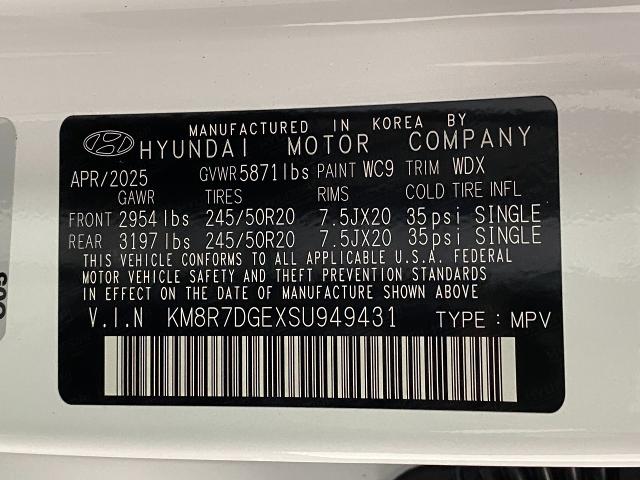 MANUFACTURED IN KOREA BY
HYUNDAI MOTOR COMPANY
APR/2025 GVWR 5871lbs PAINT WC9 TRIM WDX
GAWR TIRES RIMS COLD TIRE INFL
FRONT 2954 lbs 245/50R20 7.5JX20 35psi SINGLE
REAR 3197 lbs 245/50R20 7.5JX20 35psi SINGLE
THIS VEHICLE CONFORMS TO ALL APPLICABLE U.S.A. FEDERAL
MOTOR VEHICLE SAFETY AND THEFT PREVENTION STANDARDS
IN EFFECT ON THE DATE OF MANUFACTURE SHOWN ABOVE.
V.I.N KM8R7DGEXSU949431 TYPE : MPV